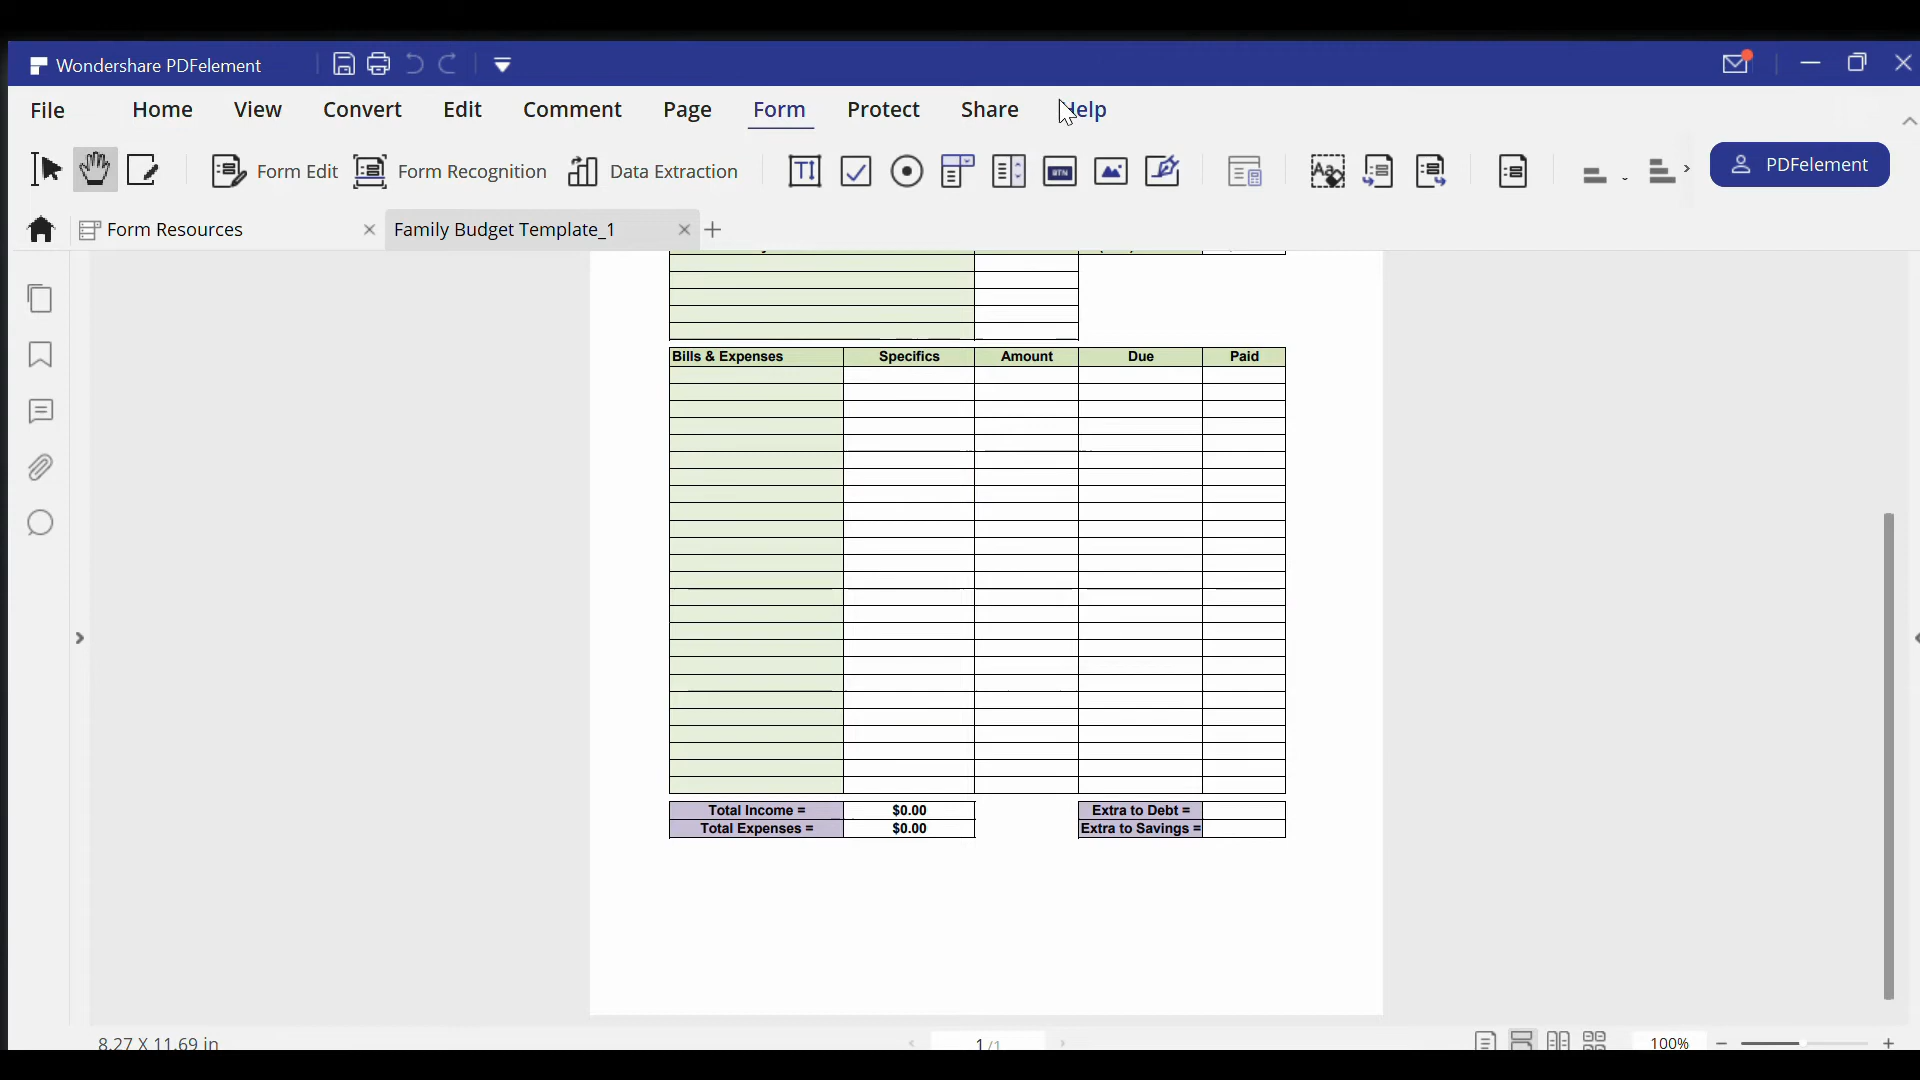 Wondershare PDFelement
File Home View Convert Edit Comment Page Form Protect Share Help
Form Edit Form Recognition Data Extraction BTN PDFelement
Form Resources Family Budget Template_1
Bills & Expenses Specifics Amount Due Paid
Total Income = $0.00 Extra to Debt =
Total Expenses = $0.00 Extra to Savings =
8.27 X 11.69 in 1 /1 100%